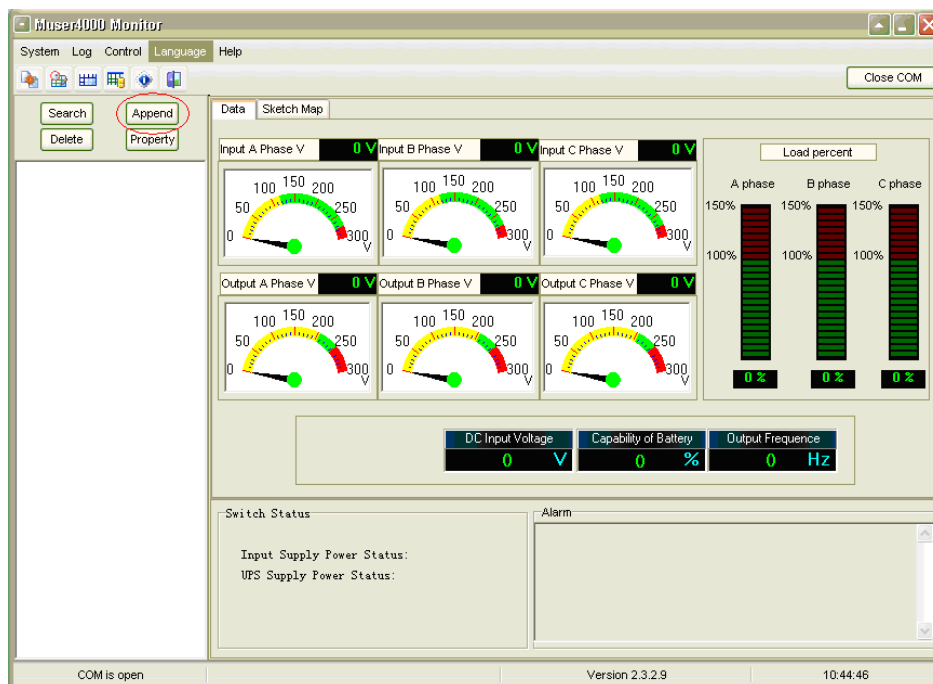 Muser4000 Monitor
System Log Control Language Help
Close COM
Search Append
Delete Property
Data Sketch Map
Input A Phase V 0 V Input B Phase V 0 V Input C Phase V 0 V
0 50 100 150 200 250 300 V
0 50 100 150 200 250 300 V
0 50 100 150 200 250 300 V
Output A Phase V 0 V Output B Phase V 0 V Output C Phase V 0 V
0 50 100 150 200 250 300 V
0 50 100 150 200 250 300 V
0 50 100 150 200 250 300 V
Load percent
A phase B phase C phase
150% 150% 150%
100% 100% 100%
0 % 0 % 0 %
DC Input Voltage Capability of Battery Output Frequence
0 V 0 % 0 Hz
Switch Status
Input Supply Power Status:
UPS Supply Power Status:
Alarm
COM is open Version 2.3.2.9 10:44:46